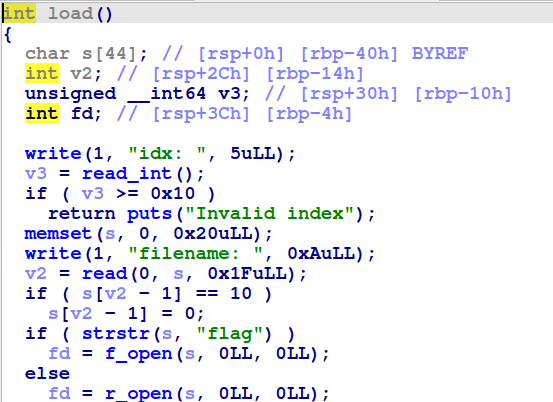 int load()
{
char s[44]; // [rsp+0h] [rbp-40h] BYREF
int v2; // [rsp+2Ch] [rbp-14h]
unsigned __int64 v3; // [rsp+30h] [rbp-10h]
int fd; // [rsp+3Ch] [rbp-4h]
write(1, "idx: ", 5uLL);
v3 = read_int();
if ( v3 >= 0x10 )
return puts("Invalid index");
memset(s, 0, 0x20uLL);
write(1, "filename: ", 0xAuLL);
v2 = read(0, s, 0x1FuLL);
if ( s[v2 - 1] == 10 )
s[v2 - 1] = 0;
if ( strstr(s, "flag") )
fd = f_open(s, 0LL, 0LL);
else
fd = r_open(s, 0LL, 0LL);